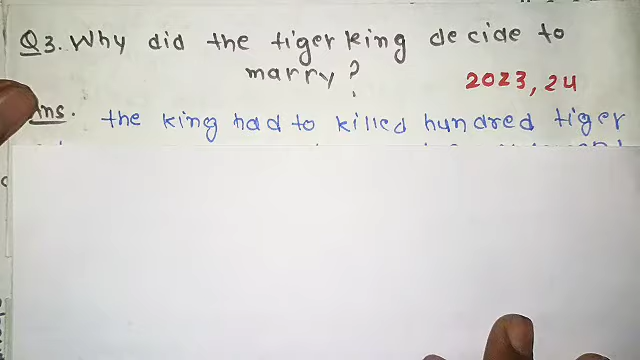 Q3. Why did the tiger king decide to
marry?
2023, 24
Ans. the king had to killed hundred tiger